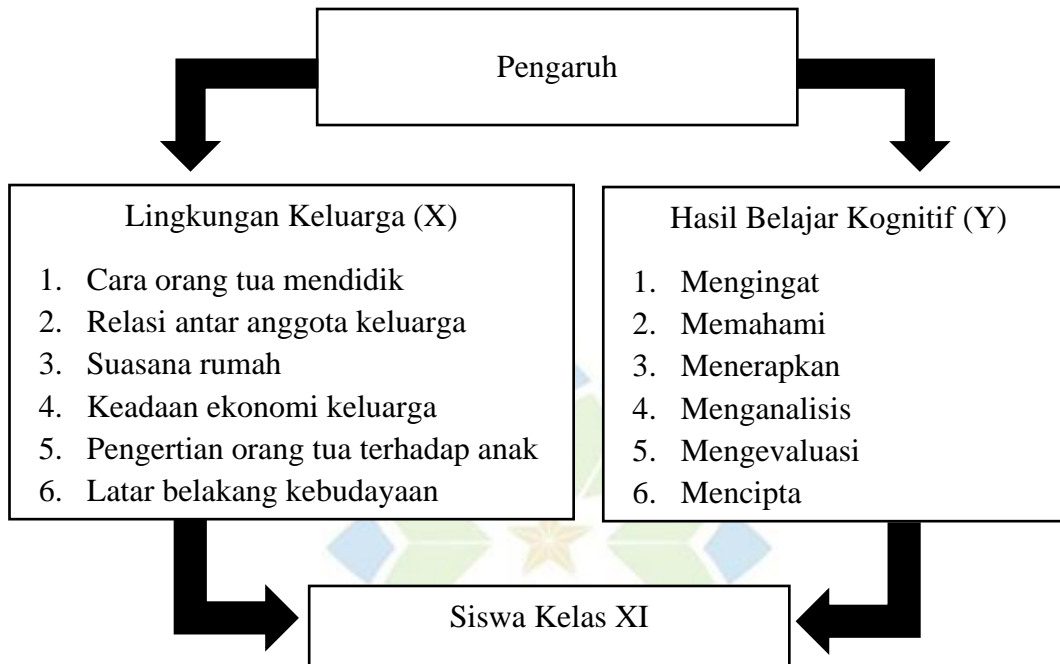 Pengaruh
Lingkungan Keluarga (X)
1. Cara orang tua mendidik
2. Relasi antar anggota keluarga
3. Suasana rumah
4. Keadaan ekonomi keluarga
5. Pengertian orang tua terhadap anak
6. Latar belakang kebudayaan
Hasil Belajar Kognitif (Y)
1. Mengingat
2. Memahami
3. Menerapkan
4. Menganalisis
5. Mengevaluasi
6. Mencipta
Siswa Kelas XI